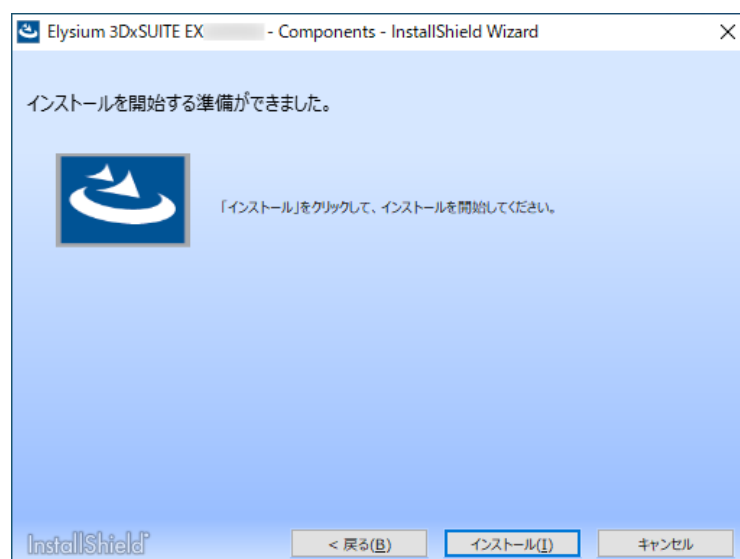 Elysium 3DxSUITE EX - Components - InstallShield Wizard
インストールを開始する準備ができました。
「インストール」をクリックして、インストールを開始してください。
InstallShield
< 戻る(B)
インストール(I)
キャンセル